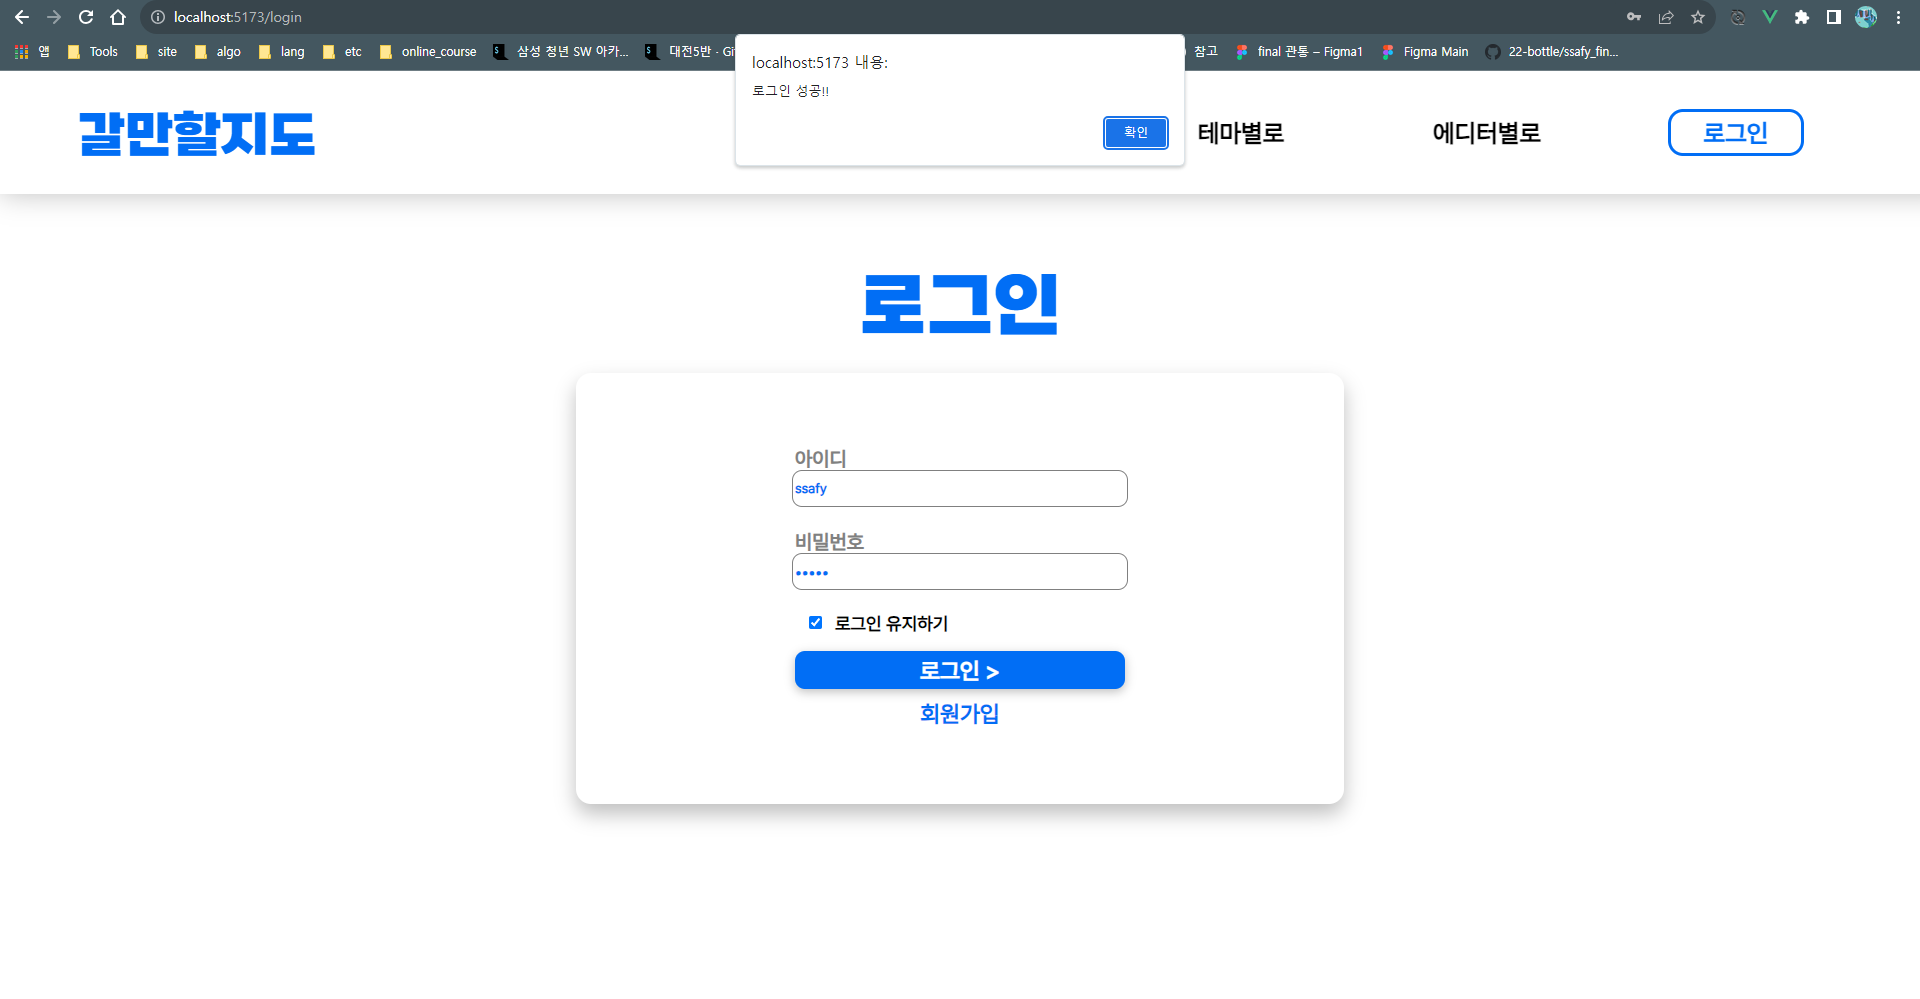 localhost:5173/login
앱 Tools site algo lang etc online_course 삼성 청년 SW 아카... 대전5반 · Gi 참고 final 관통 – Figma1 Figma Main 22-bottle/ssafy_fin...
localhost:5173 내용:
로그인 성공!!
확인
갈만할지도 테마별로 에디터별로 로그인
로그인
아이디
ssafy
비밀번호
•••••
로그인 유지하기
로그인 >
회원가입